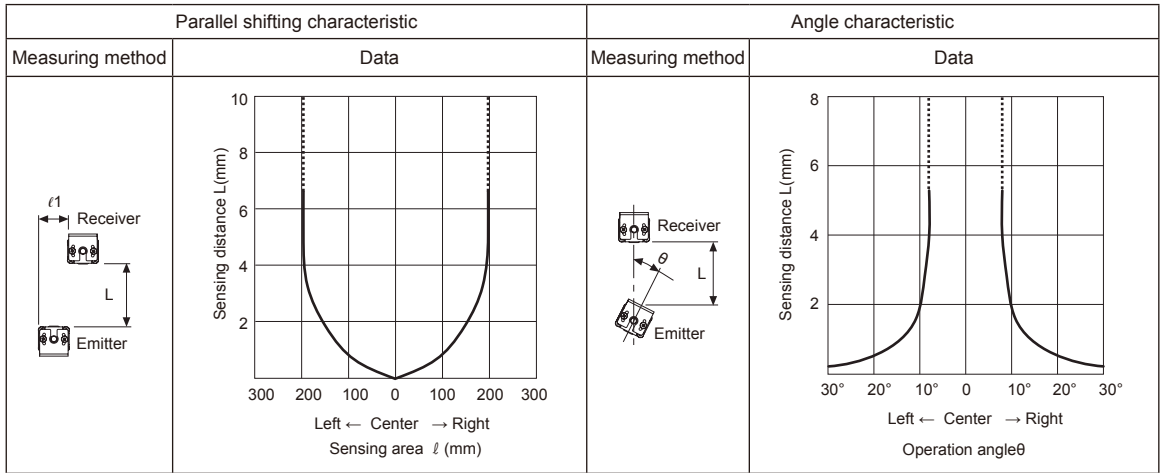 Parallel shifting characteristic
Angle characteristic
Measuring method
Data
Measuring method
Data
ℓ1
Receiver
L
Emitter
Sensing distance L(mm)
10
8
6
4
2
300 200 100 0 100 200 300
Left ← Center → Right
Sensing area ℓ (mm)
Receiver
θ
L
Emitter
Sensing distance L(mm)
8
6
4
2
30° 20° 10° 0 10° 20° 30°
Left ← Center → Right
Operation angleθ